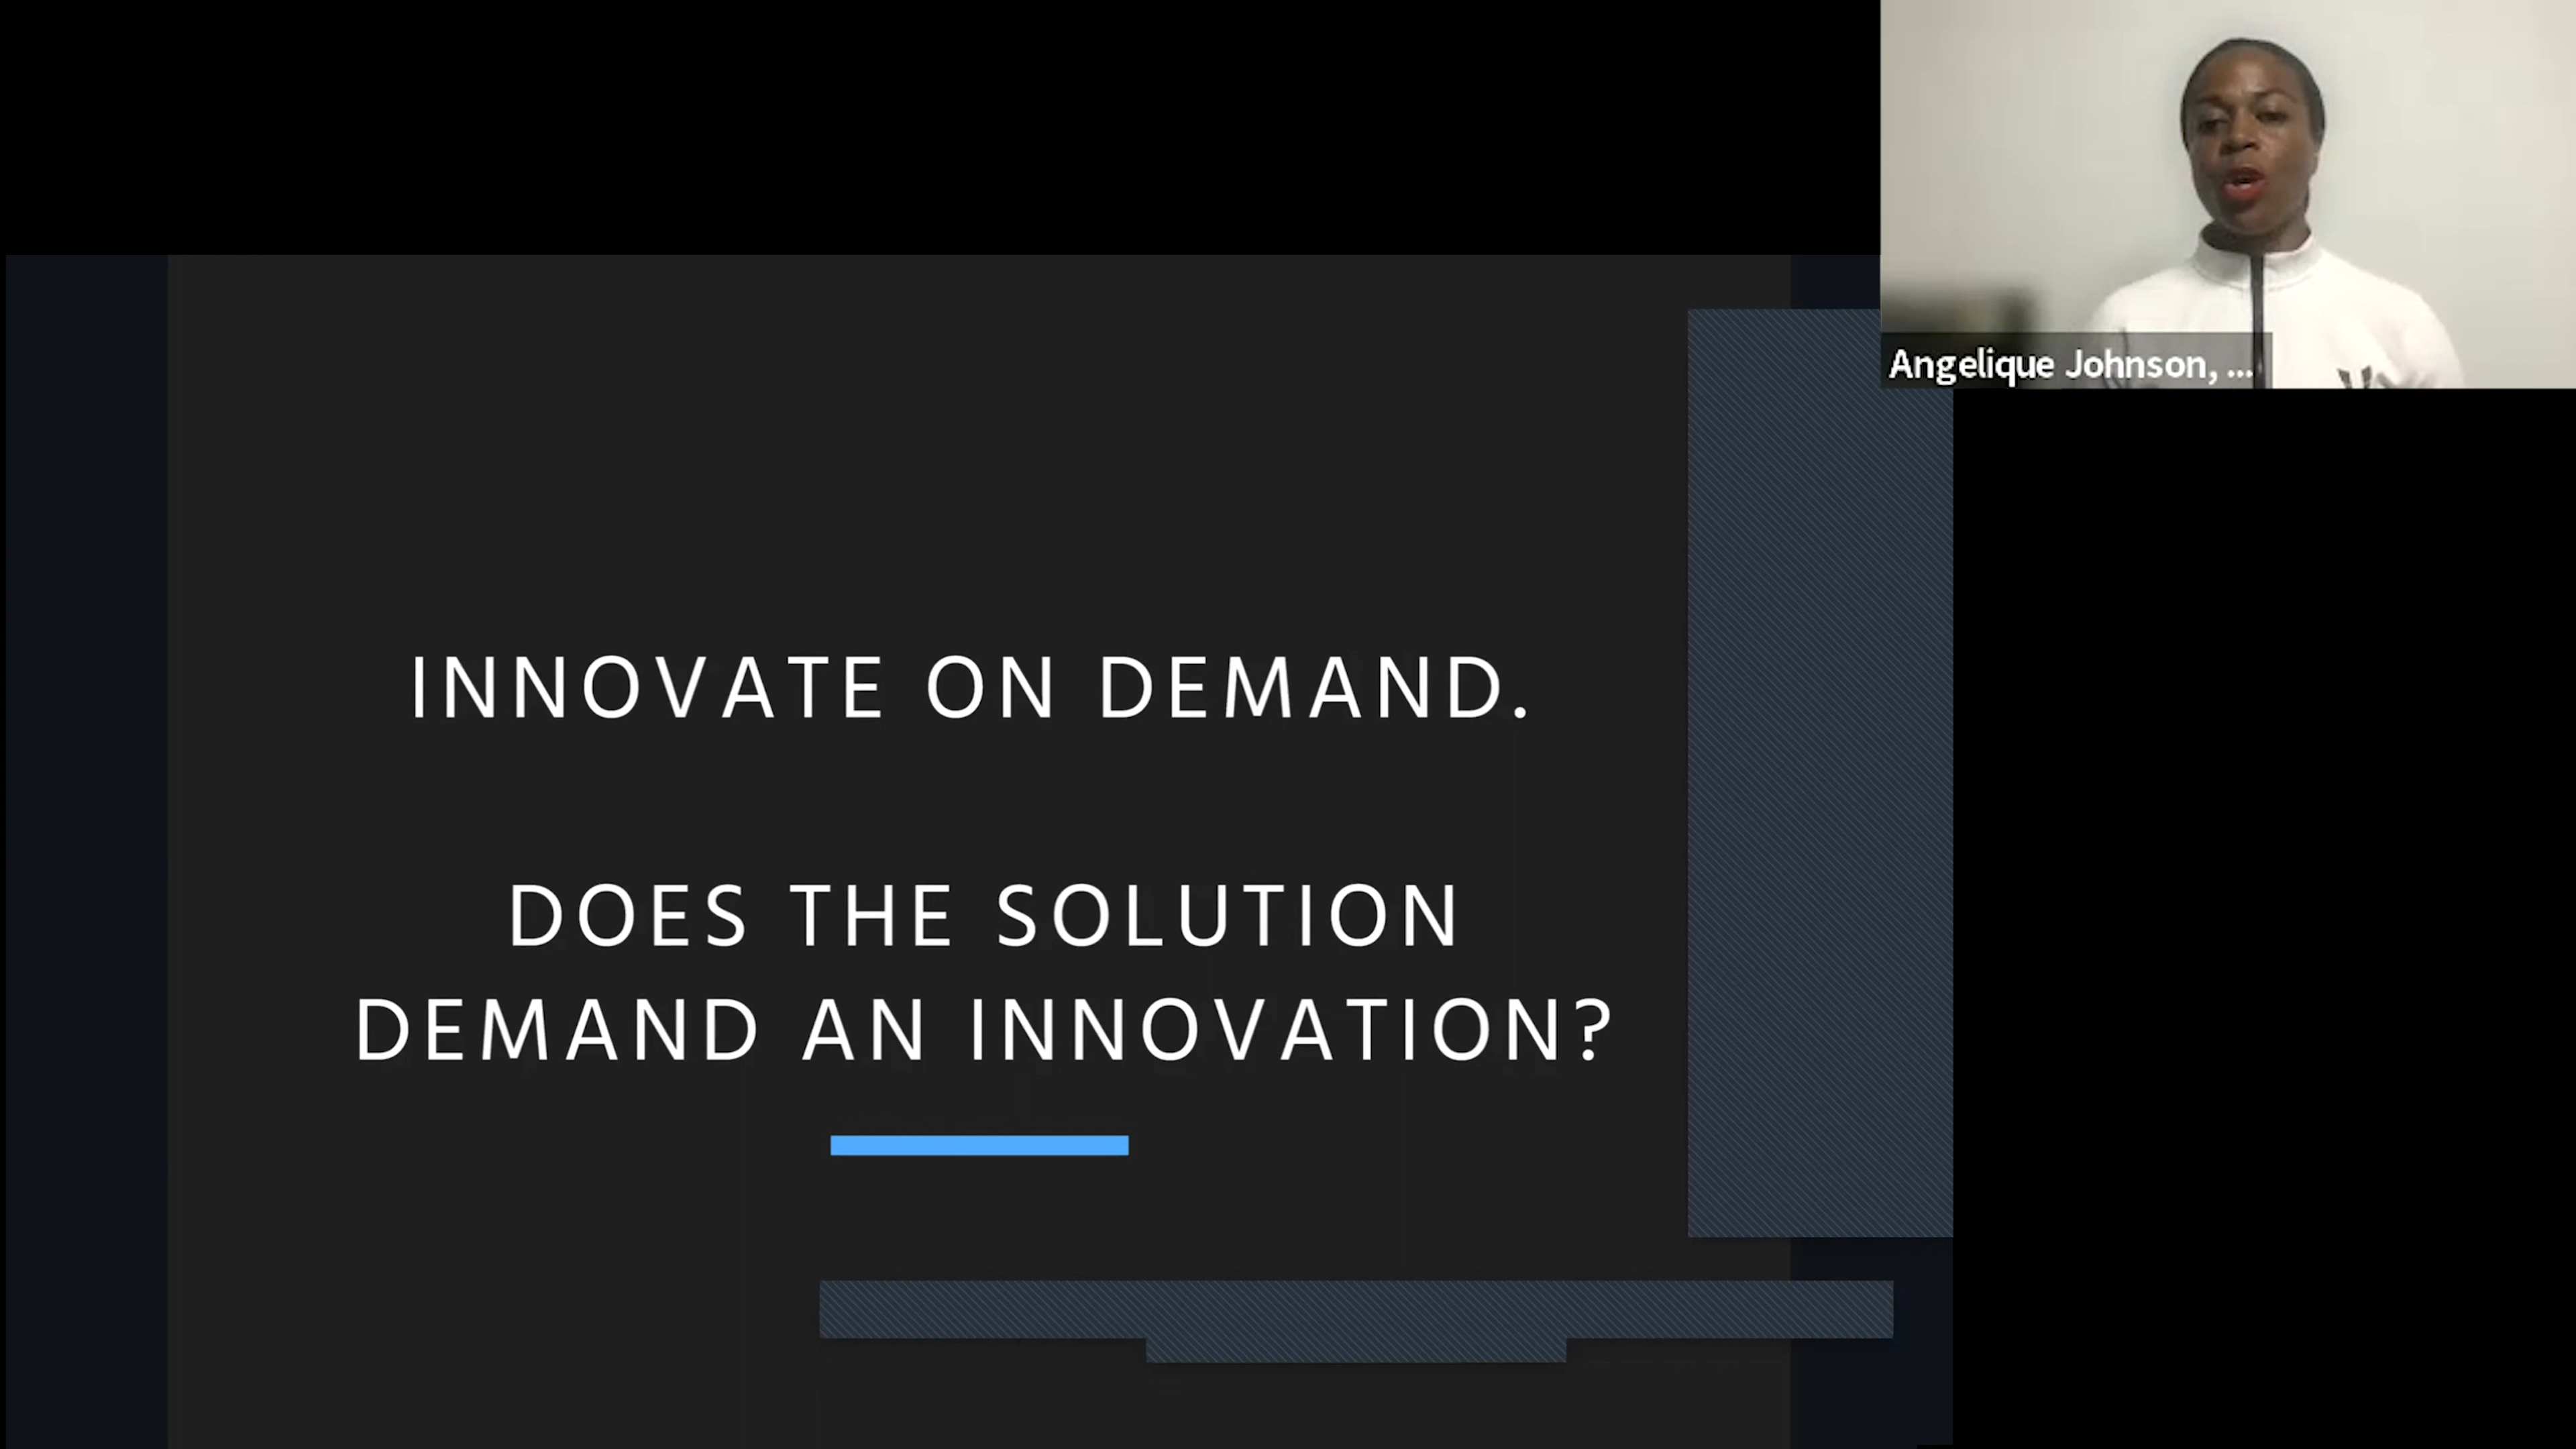 Angelique Johnson, ...
INNOVATE ON DEMAND.
DOES THE SOLUTION
DEMAND AN INNOVATION?